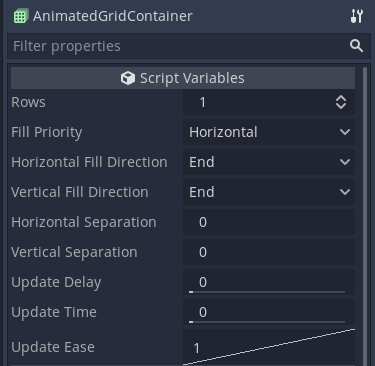 AnimatedGridContainer
Filter properties
Script Variables
Rows 1
Fill Priority Horizontal
Horizontal Fill Direction End
Vertical Fill Direction End
Horizontal Separation 0
Vertical Separation 0
Update Delay 0
Update Time 0
Update Ease 1